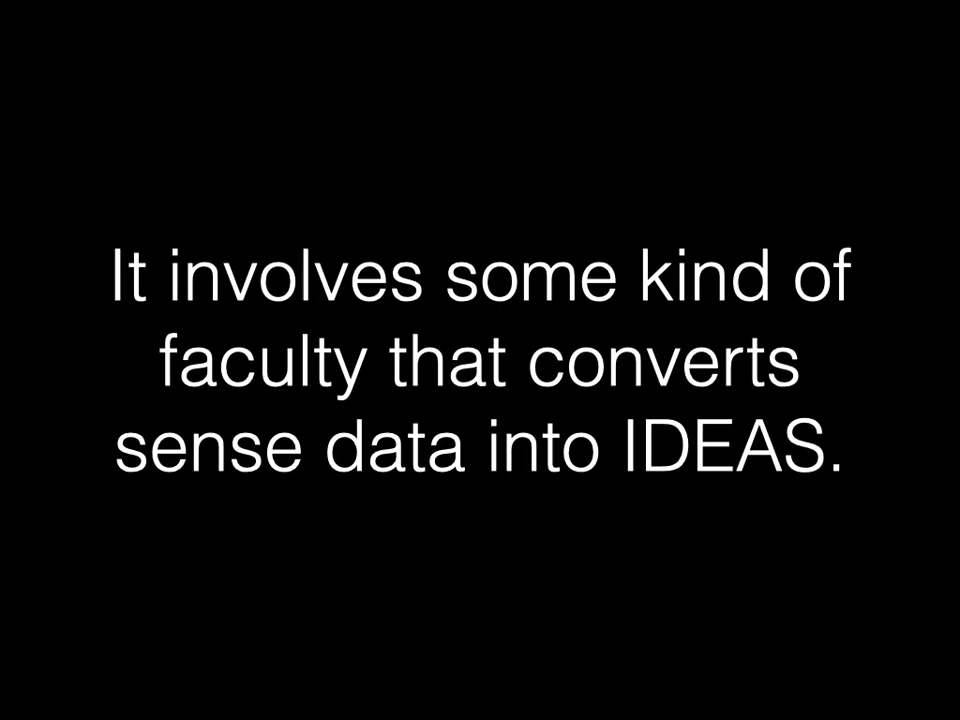 It involves some kind of
faculty that converts
sense data into IDEAS.